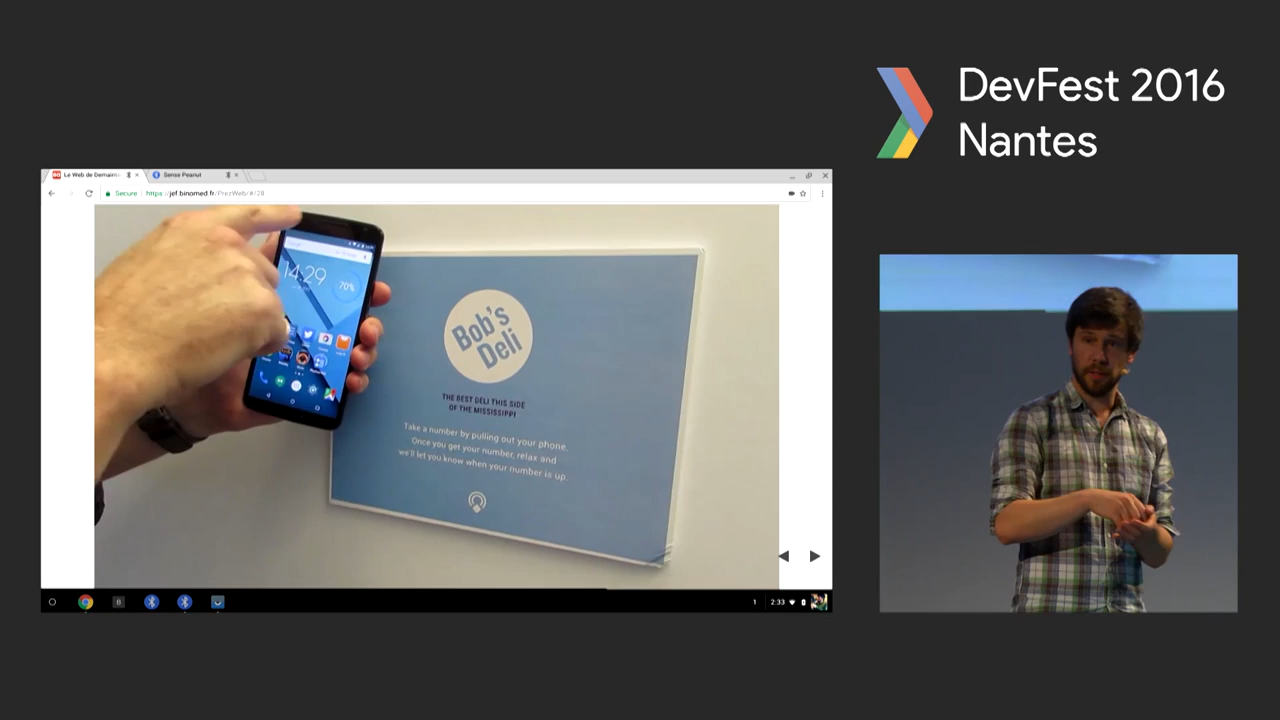 DevFest 2016
Nantes
Le Web de Demain
Sense Peanut
Secure
https://jef.binomed.fr/PrezWeb/#/28
14:29
70%
Bob's
Deli
THE BEST DELI THIS SIDE
OF THE MISSISSIPPI
Take a number by pulling out your phone.
Once you get your number, relax and
we'll let you know when your number is up.
1
2:33